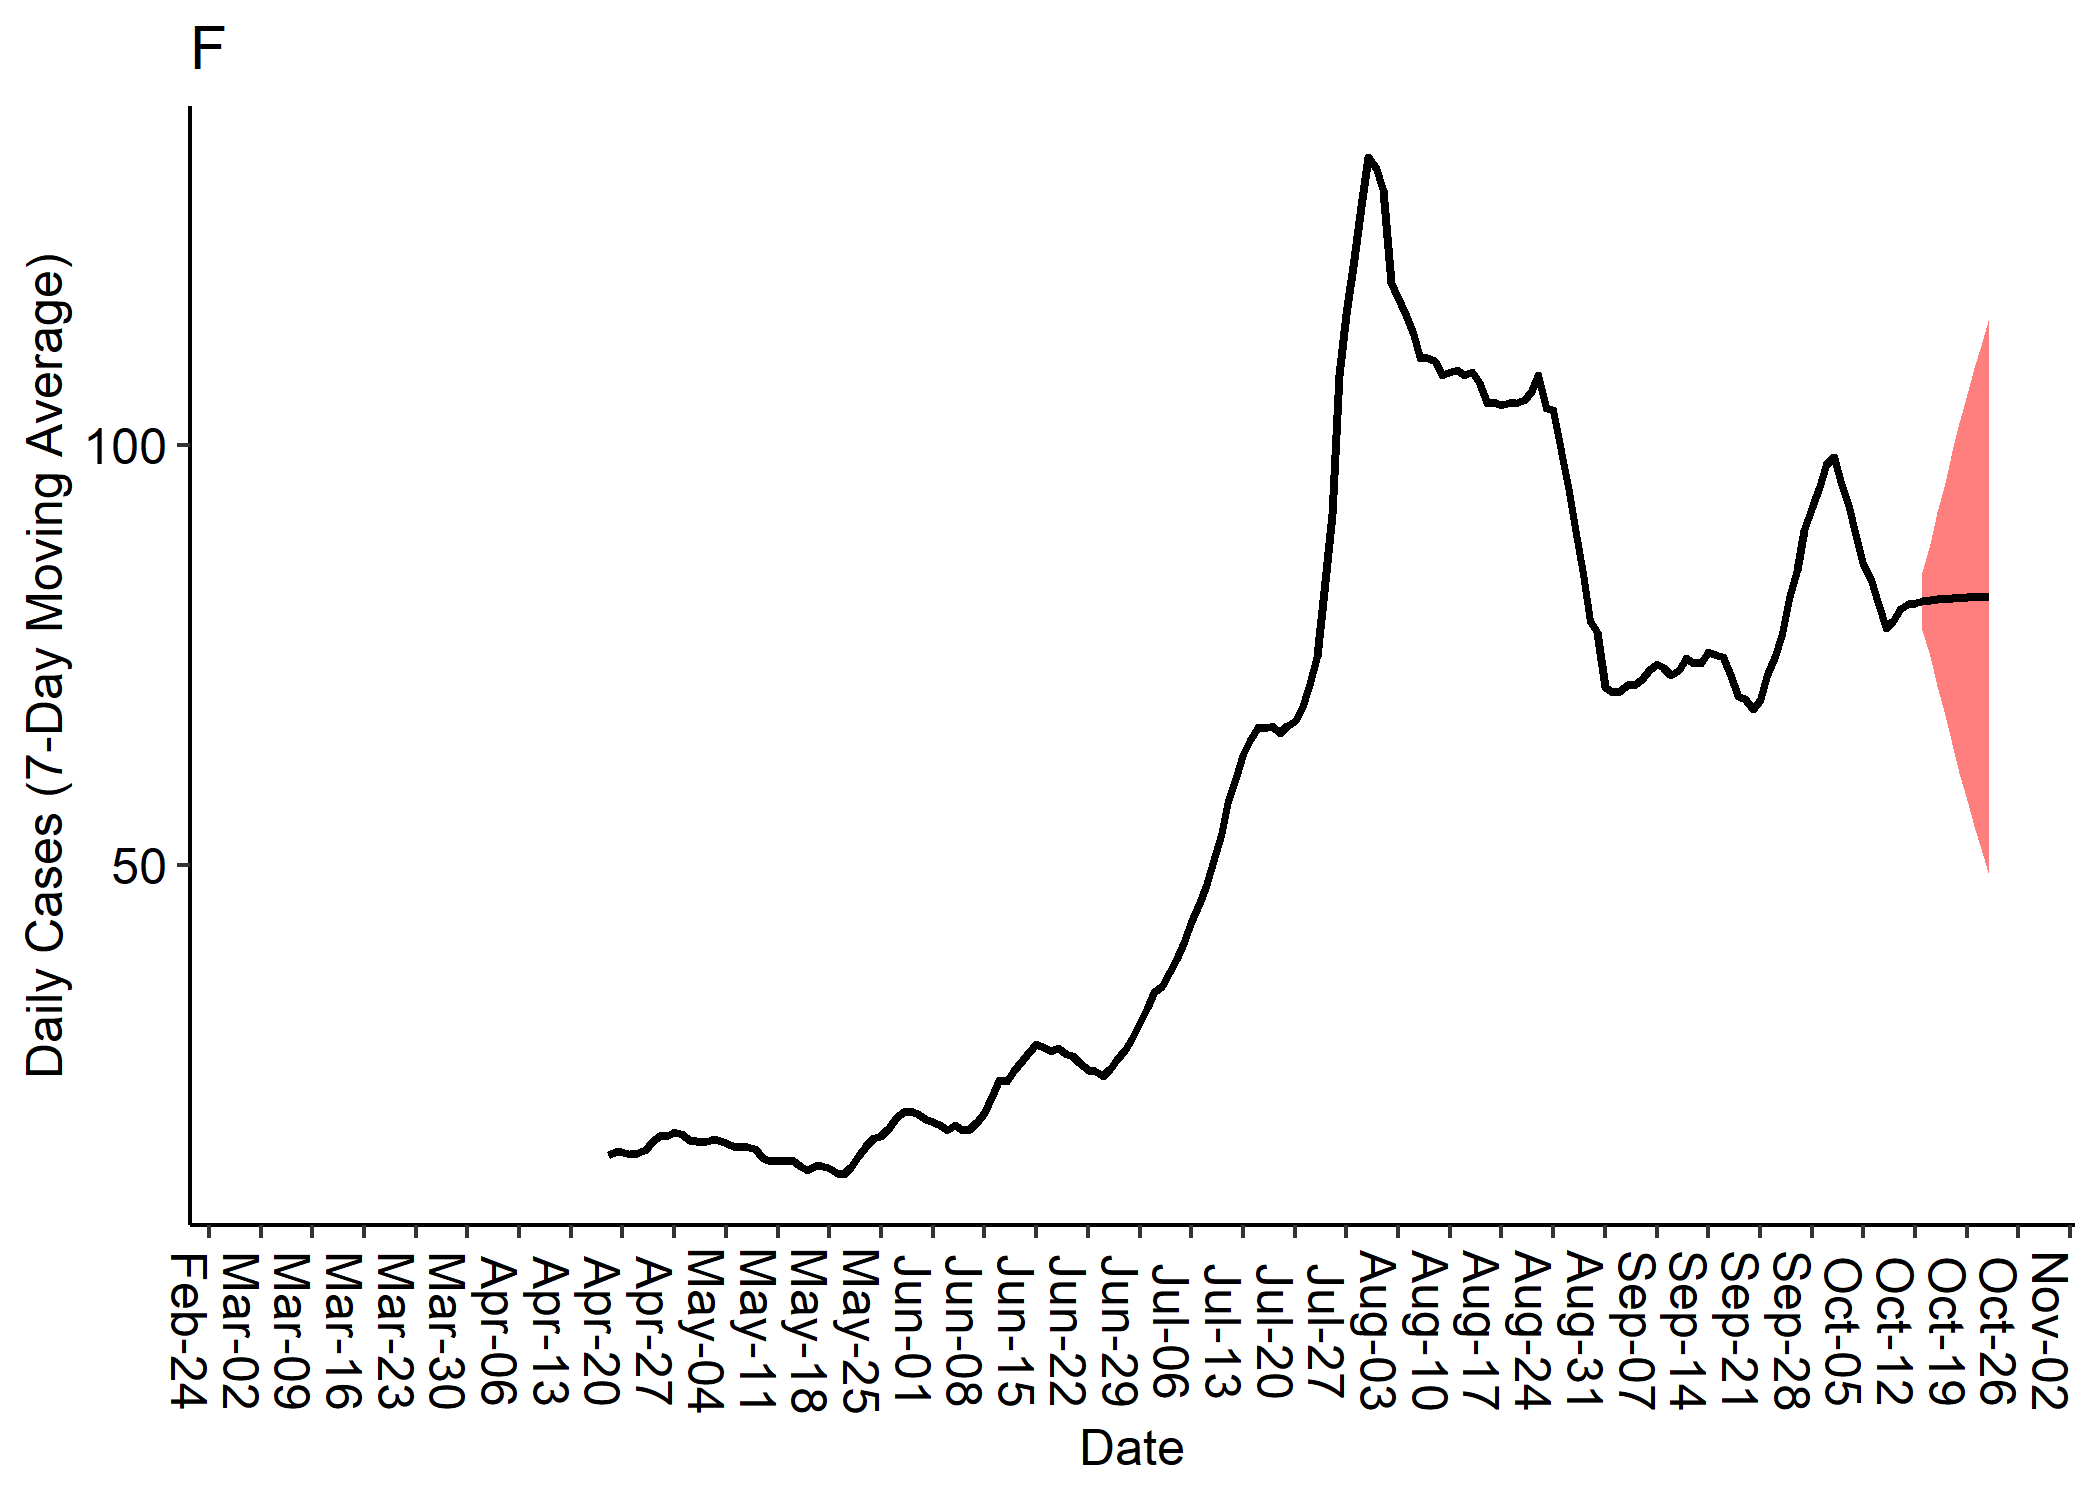 F
Daily Cases (7-Day Moving Average)
100
50
Feb-24
Mar-02
Mar-09
Mar-16
Mar-23
Mar-30
Apr-06
Apr-13
Apr-20
Apr-27
May-04
May-11
May-18
May-25
Jun-01
Jun-08
Jun-15
Jun-22
Jun-29
Jul-06
Jul-13
Jul-20
Jul-27
Aug-03
Aug-10
Aug-17
Aug-24
Aug-31
Sep-07
Sep-14
Sep-21
Sep-28
Oct-05
Oct-12
Oct-19
Oct-26
Nov-02
Date